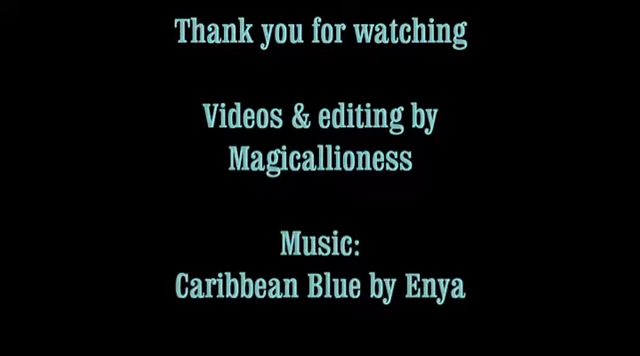 Thank you for watching
Videos & editing by
Magicallioness
Music:
Caribbean Blue by Enya